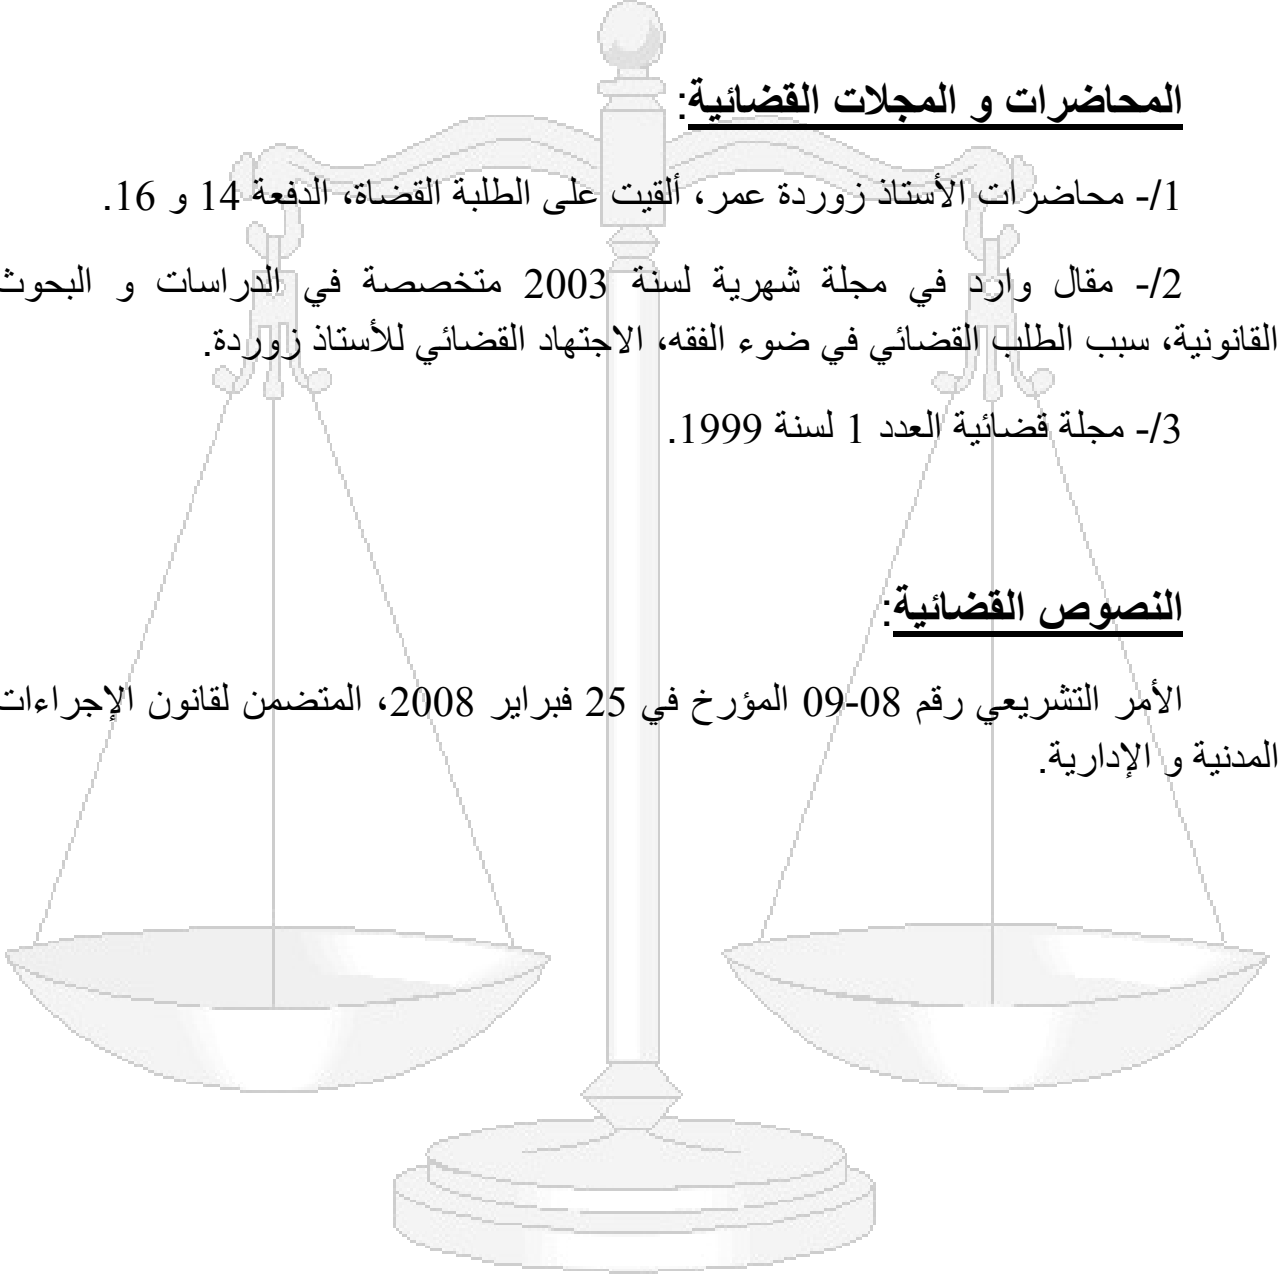 المحاضرات و المجلات القضائية:
1/- محاضرات الأستاذ زوردة عمر، ألقيت على الطلبة القضاة، الدفعة 14 و 16.
2/- مقال وارد في مجلة شهرية لسنة 2003 متخصصة في الدراسات و البحوث
القانونية، سبب الطلب القضائي في ضوء الفقه، الاجتهاد القضائي للأستاذ زوردة.
3/- مجلة قضائية العدد 1 لسنة 1999.
النصوص القضائية:
الأمر التشريعي رقم 08-09 المؤرخ في 25 فبراير 2008، المتضمن لقانون الإجراءات
المدنية و الإدارية.